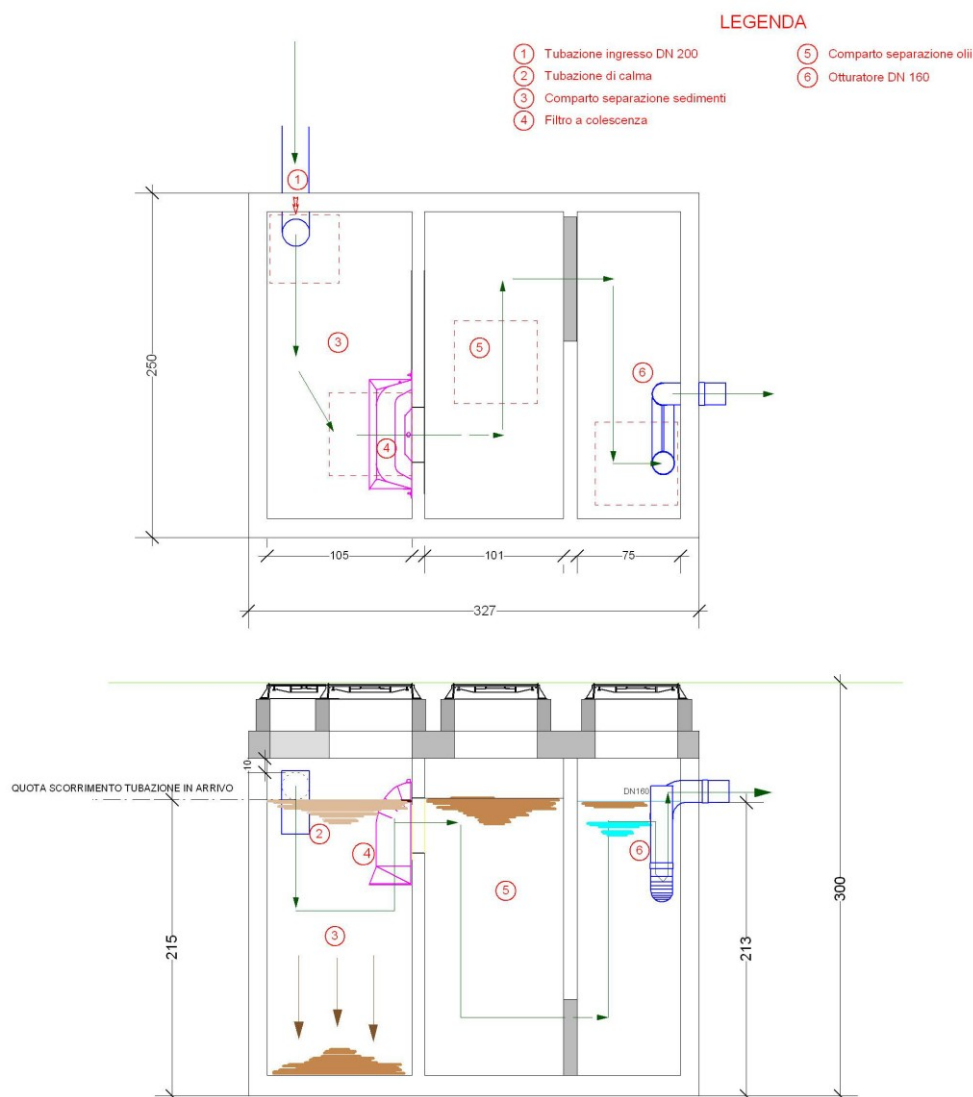 LEGENDA
1 Tubazione ingresso DN 200
2 Tubazione di calma
3 Comparto separazione sedimenti
4 Filtro a colescenza
5 Comparto separazione olii
6 Otturatore DN 160
1
3
5
6
4
250
105
101
75
327
10
QUOTA SCORRIMENTO TUBAZIONE IN ARRIVO
DN160
2
4
6
5
3
215
213
300